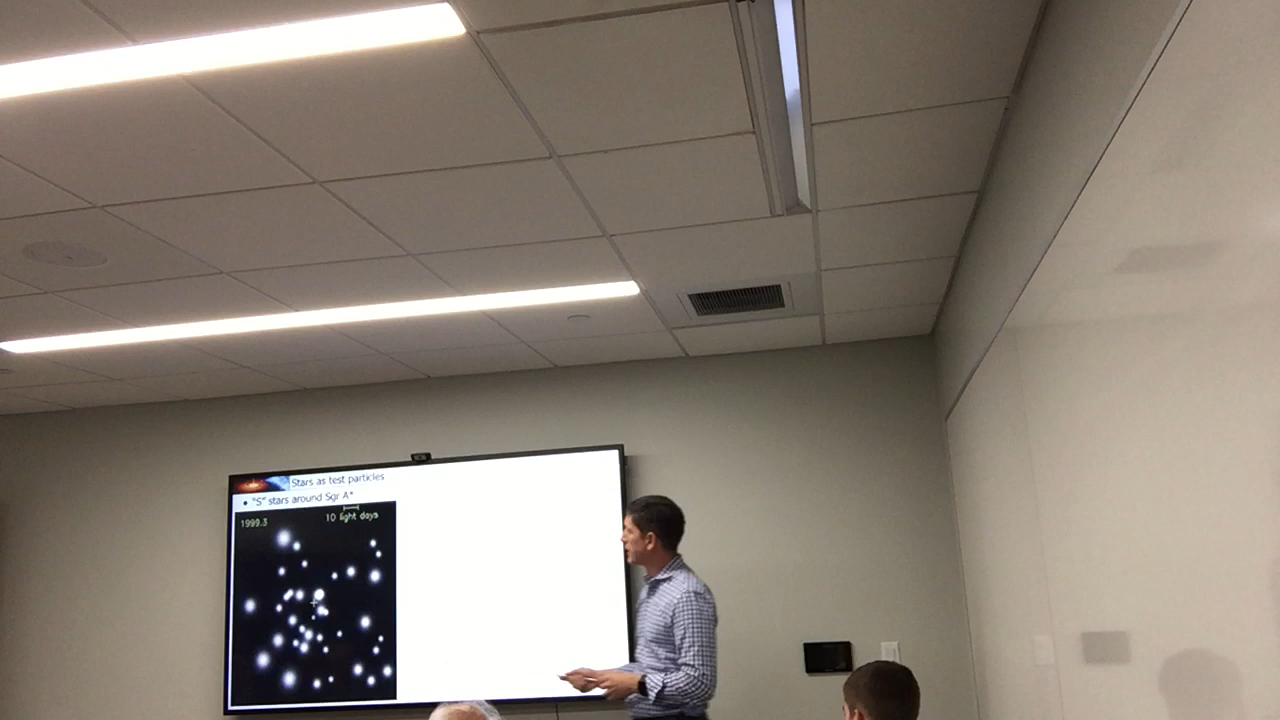 Stars as test particles
• "S" stars around Sgr A*
1999.3
10 light days